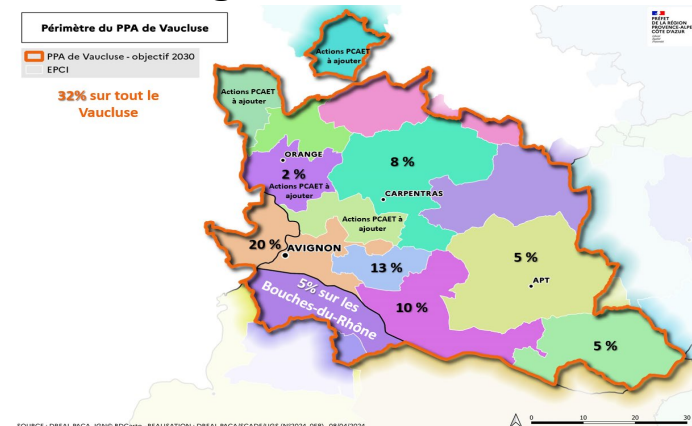 Périmètre du PPA de Vaucluse
PPA de Vaucluse - objectif 2030
EPCI
32% sur tout le
Vaucluse
PRÉFET
DE LA RÉGION
PROVENCE-ALPES
CÔTE D'AZUR
Actions PCAET
à ajouter
Actions PCAET
à ajouter
ORANGE
2 %
Actions PCAET à
ajouter
8 %
CARPENTRAS
Actions PCAET à
ajouter
20 %
AVIGNON
13 %
5 %
APT
5% sur les
Bouches-du-Rhône
10 %
5 %
0 10 20 30